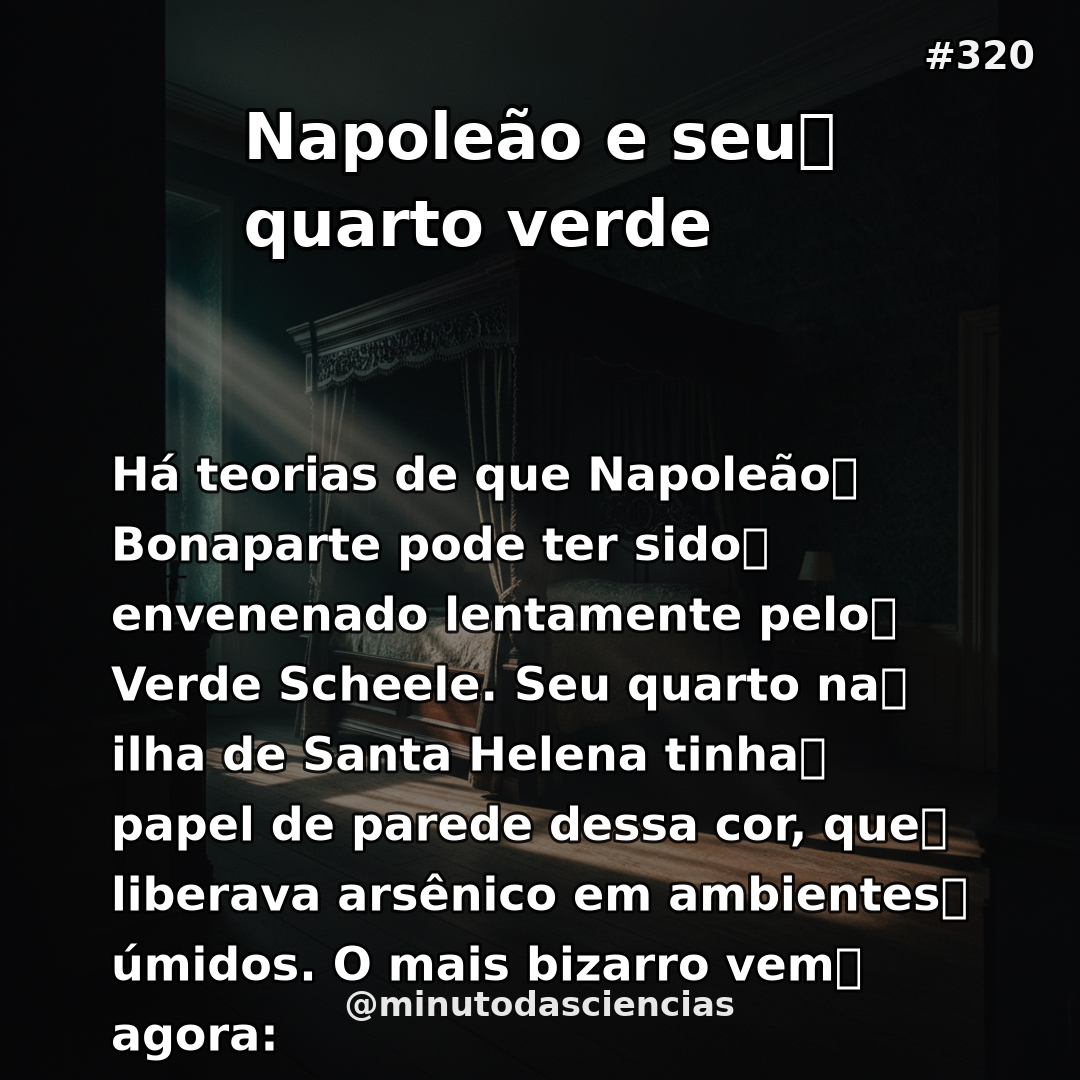 #320
Napoleão e seu
quarto verde
Há teorias de que Napoleão
Bonaparte pode ter sido
envenenado lentamente pelo
Verde Scheele. Seu quarto na
ilha de Santa Helena tinha
papel de parede dessa cor, que
liberava arsênico em ambientes
úmidos. O mais bizarro vem
@minutodasciencias
agora: